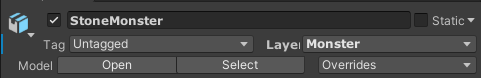 StoneMonster Static
Tag Untagged Layer Monster
Model Open Select Overrides